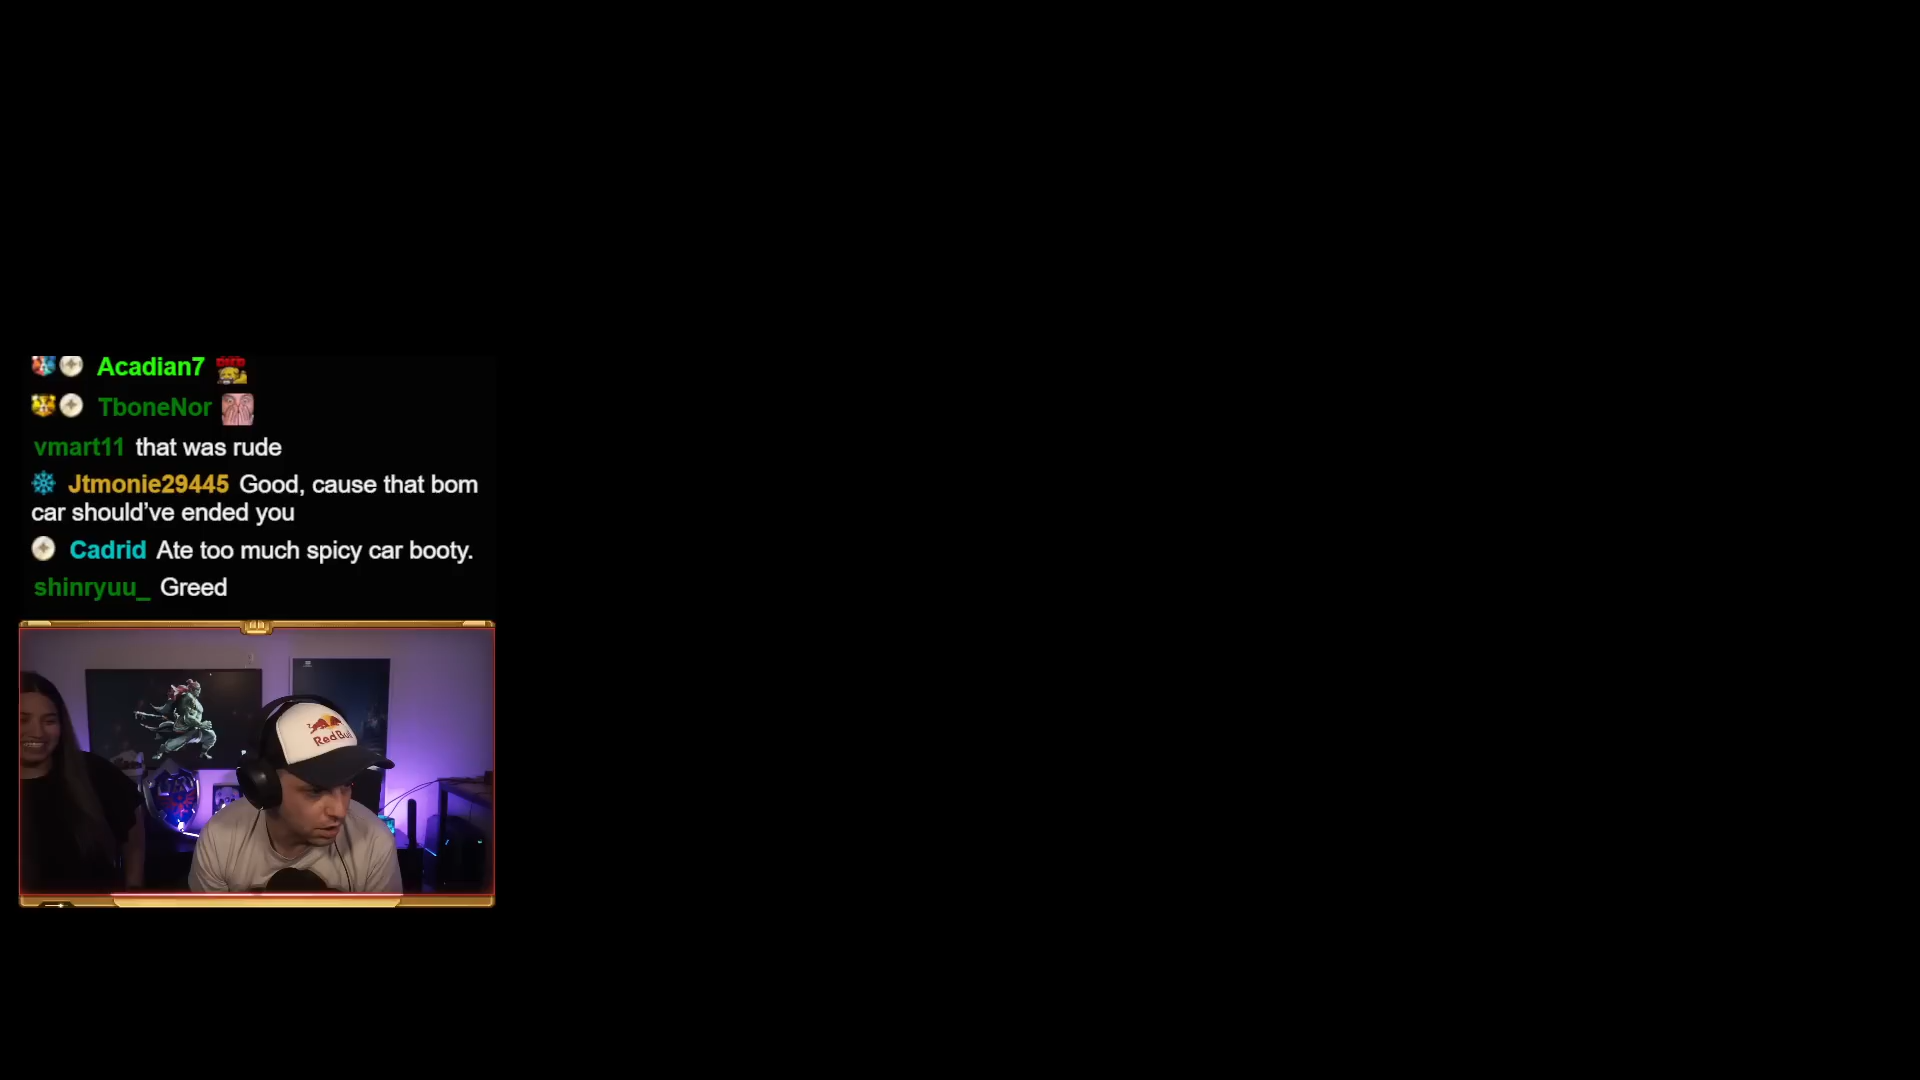 Acadian7
TboneNor
vmart11 that was rude
Jtmonie29445 Good, cause that bom
car should’ve ended you
Cadrid Ate too much spicy car booty.
shinryuu_ Greed
RedBull